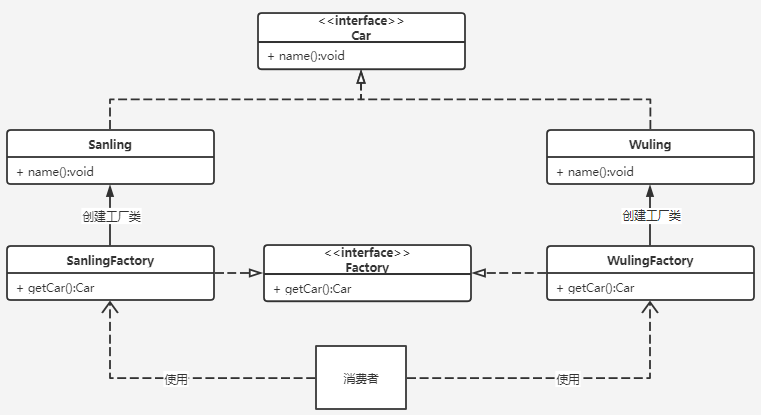 <<interface>>
Car
+ name():void
Sanling
+ name():void
Wuling
+ name():void
创建工厂类
创建工厂类
SanlingFactory
+ getCar():Car
<<interface>>
Factory
+ getCar():Car
WulingFactory
+ getCar():Car
使用
消费者
使用